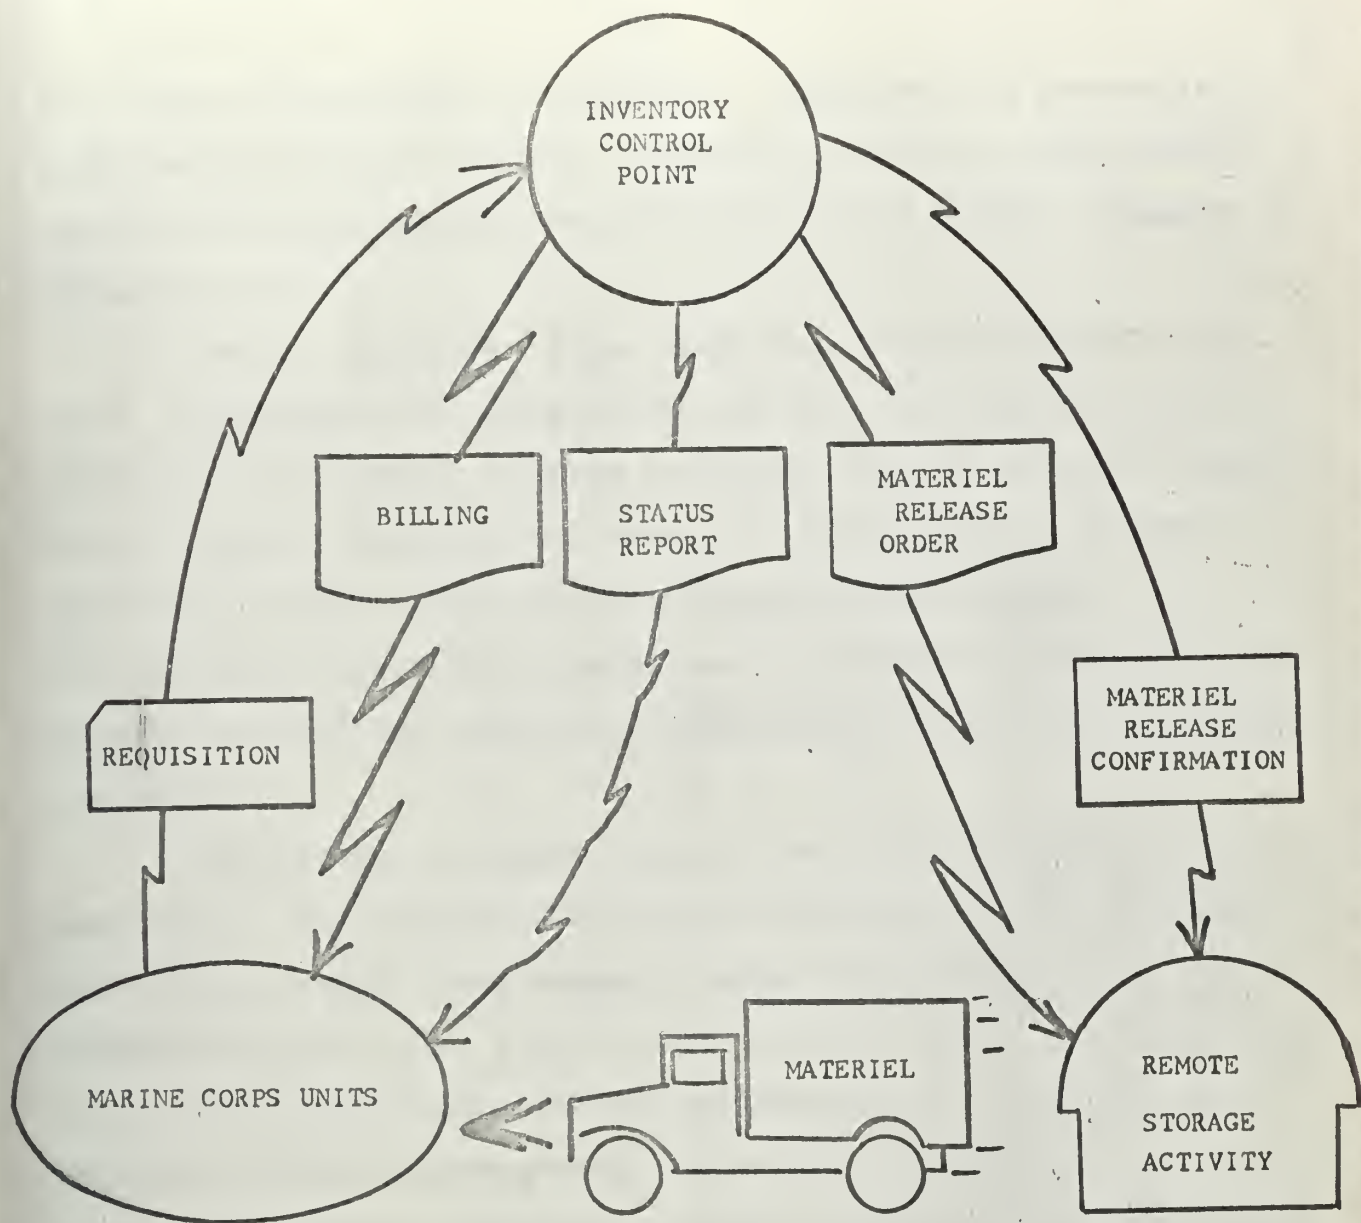 INVENTORY
CONTROL
POINT
BILLING
STATUS
REPORT
MATERIEL
RELEASE
ORDER
REQUISITION
MATERIEL
RELEASE
CONFIRMATION
MARINE CORPS UNITS
MATERIEL
REMOTE
STORAGE
ACTIVITY